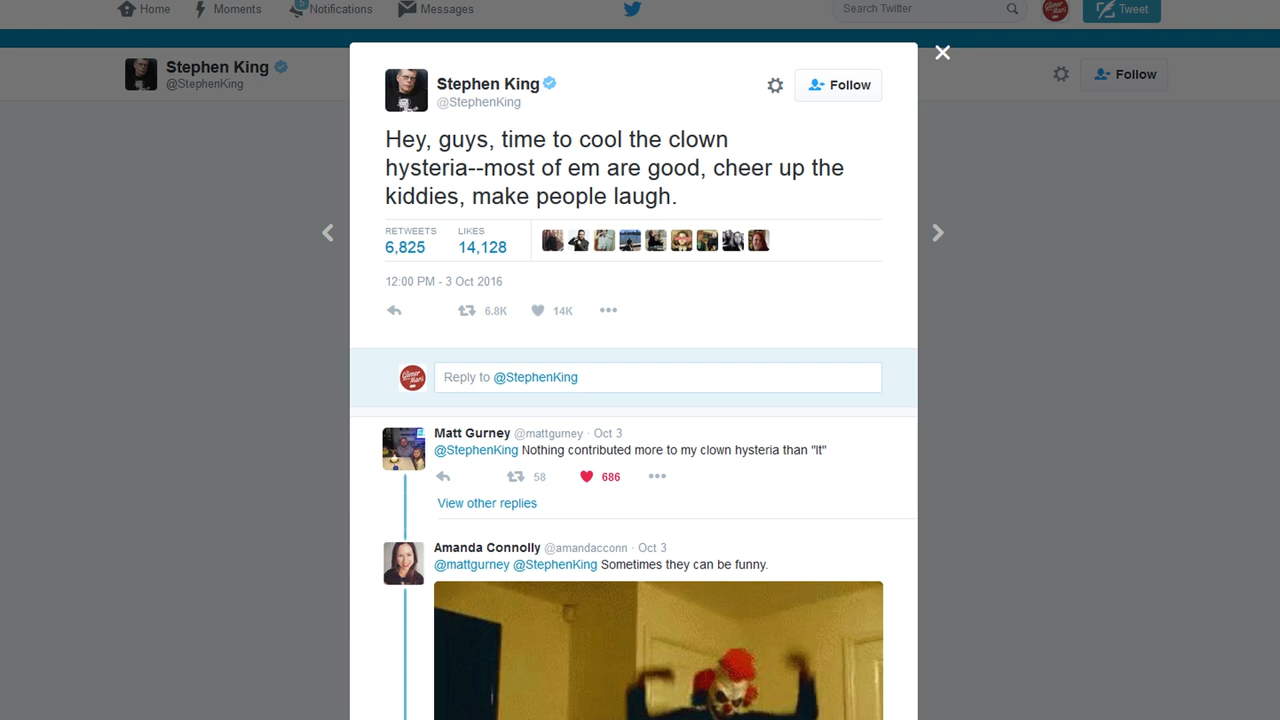 Home Moments 5 Notifications Messages Search Twitter Tweet
Stephen King
@StephenKing
Follow
Stephen King
@StephenKing
Follow
Hey, guys, time to cool the clown
hysteria--most of em are good, cheer up the
kiddies, make people laugh.
RETWEETS LIKES
6,825 14,128
12:00 PM - 3 Oct 2016
6.8K 14K
Reply to @StephenKing
Matt Gurney @mattgurney · Oct 3
@StephenKing Nothing contributed more to my clown hysteria than "It"
58 686
View other replies
Amanda Connolly @amandacconn · Oct 3
@mattgurney @StephenKing Sometimes they can be funny.